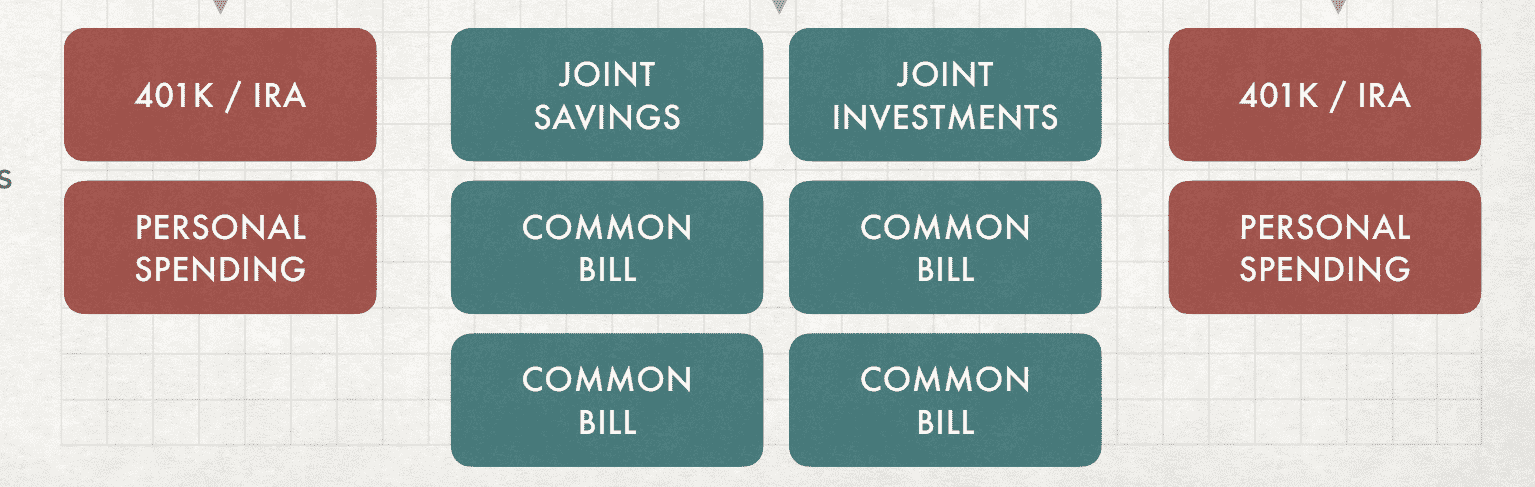 401K / IRA
JOINT
SAVINGS
JOINT
INVESTMENTS
401K / IRA
S
PERSONAL
SPENDING
COMMON
BILL
COMMON
BILL
PERSONAL
SPENDING
COMMON
BILL
COMMON
BILL